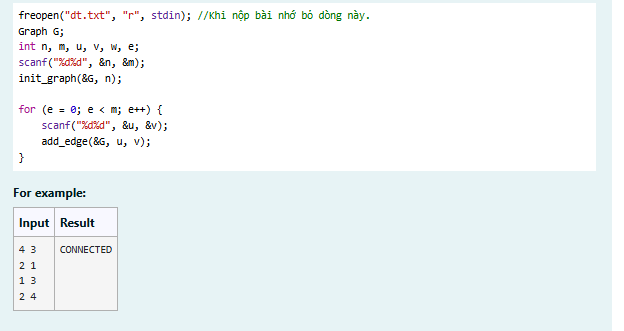 freopen("dt.txt", "r", stdin); //Khi nộp bài nhớ bỏ dòng này.
Graph G;
int n, m, u, v, w, e;
scanf("%d%d", &n, &m);
init_graph(&G, n);
for (e = 0; e < m; e++) {
scanf("%d%d", &u, &v);
add_edge(&G, u, v);
}
For example:
Input Result
4 3 CONNECTED
2 1
1 3
2 4